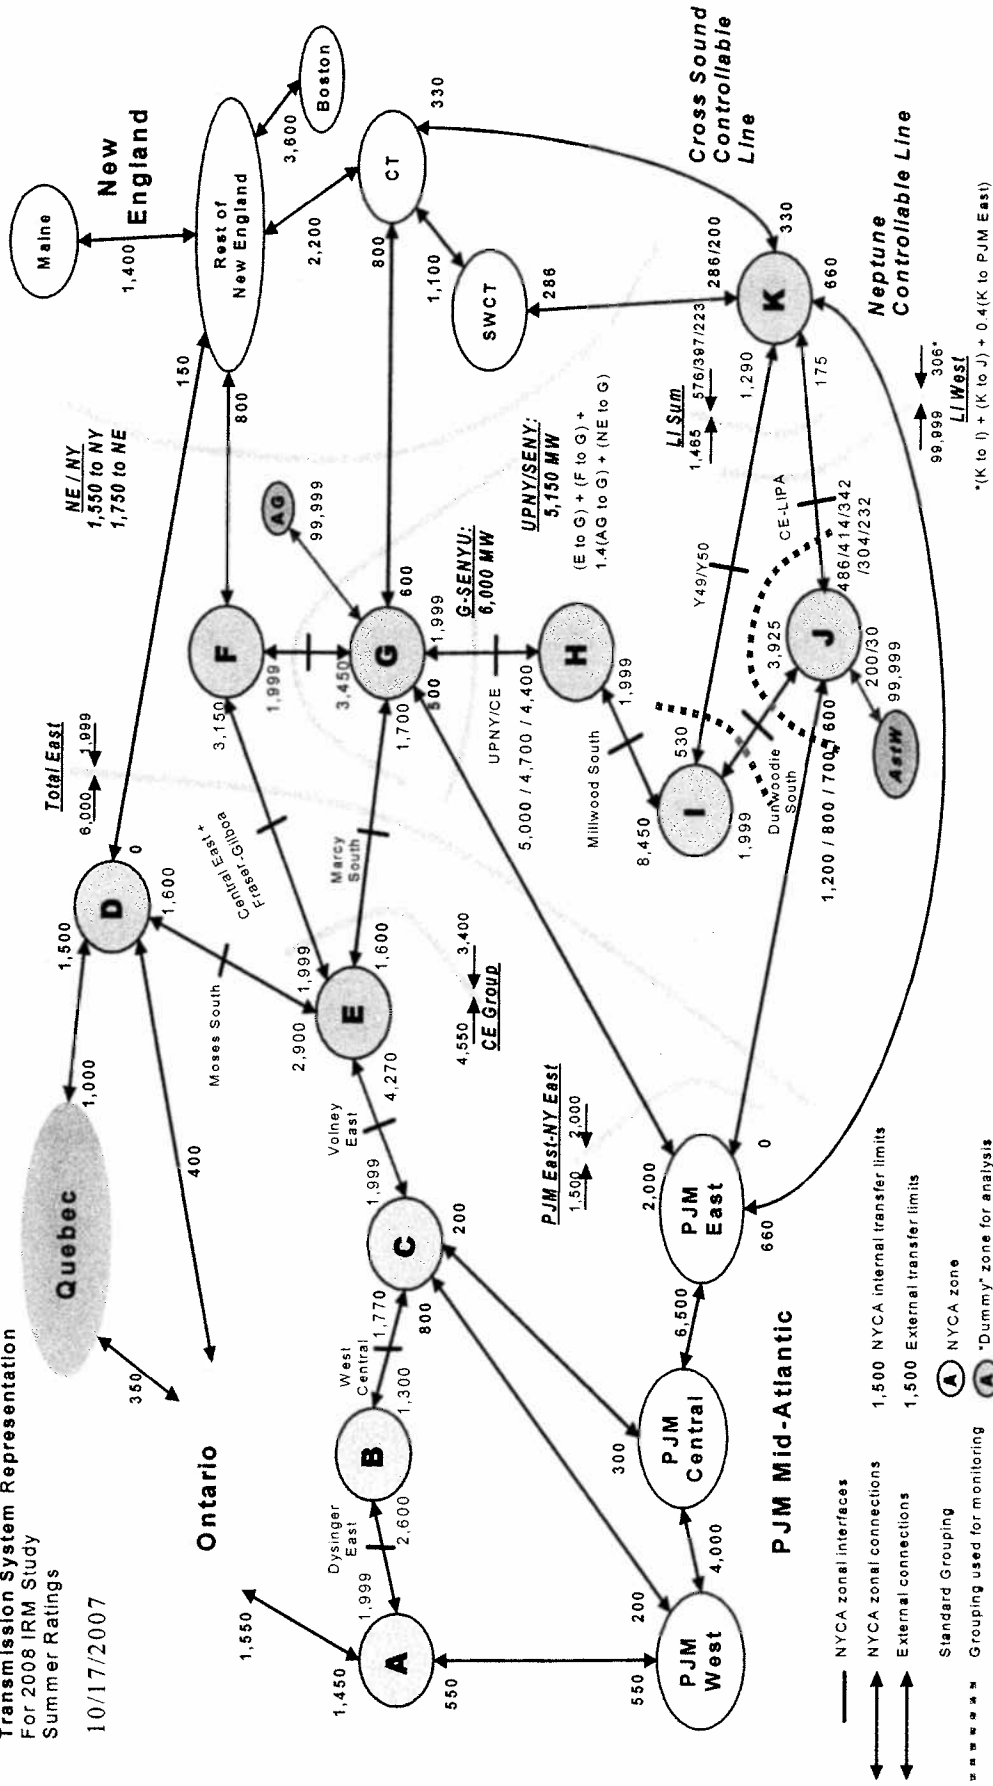 Transmission System Representation
For 2008 IRM Study
Summer Ratings
10/17/2007
Quebec
350
1,000
1,500
400
Ontario
1,550
1,450
D
0
1,600
Moses South
Total East
6,000 1,999
NE / NY
1,550 to NY
1,750 to NE
150
Maine
1,400
New
England
Rest of
New England
3,600
Boston
2,200
800
F
3,150
1,999
3,450
AG
99,999
Central East +
Fraser-Gilboa
2,900
1,999
E
1,600
4,270
Marcy
South
1,700
G
500
600
1,999
800
CT
330
1,100
SWCT
286
A
1,999
Dysinger
East
2,600
B
1,300
West
Central
1,770
C
800
200
1,999
Volney
East
4,550 3,400
CE Group
UPNY/CE
G-SENYU:
6,000 MW
5,000 / 4,700 / 4,400
UPNY/SENY:
5,150 MW
(E to G) + (F to G) +
1.4(AG to G) + (NE to G)
H
1,999
Millwood South
8,450
530
I
1,999
Dunwoodie
South
3,925
Y49/Y50
J
200/30
99,999
AstW
486/414/342
/304/232
CE-LIPA
LI Sum
1,465 576/397/223
1,290
175
286/200
K
330
660
Cross Sound
Controllable
Line
Neptune
Controllable Line
99,999 306*
LI West
*(K to I) + (K to J) + 0.4(K to PJM East)
1,200 / 800 / 700 / 600
PJM East-NY East
1,500 2,000
550
550
PJM
West
200
4,000
300
PJM
Central
6,500
2,000
PJM
East
0
660
PJM Mid-Atlantic
NYCA zonal interfaces
NYCA zonal connections
External connections
Standard Grouping
Grouping used for monitoring
1,500 NYCA internal transfer limits
1,500 External transfer limits
A NYCA zone
A "Dummy" zone for analysis